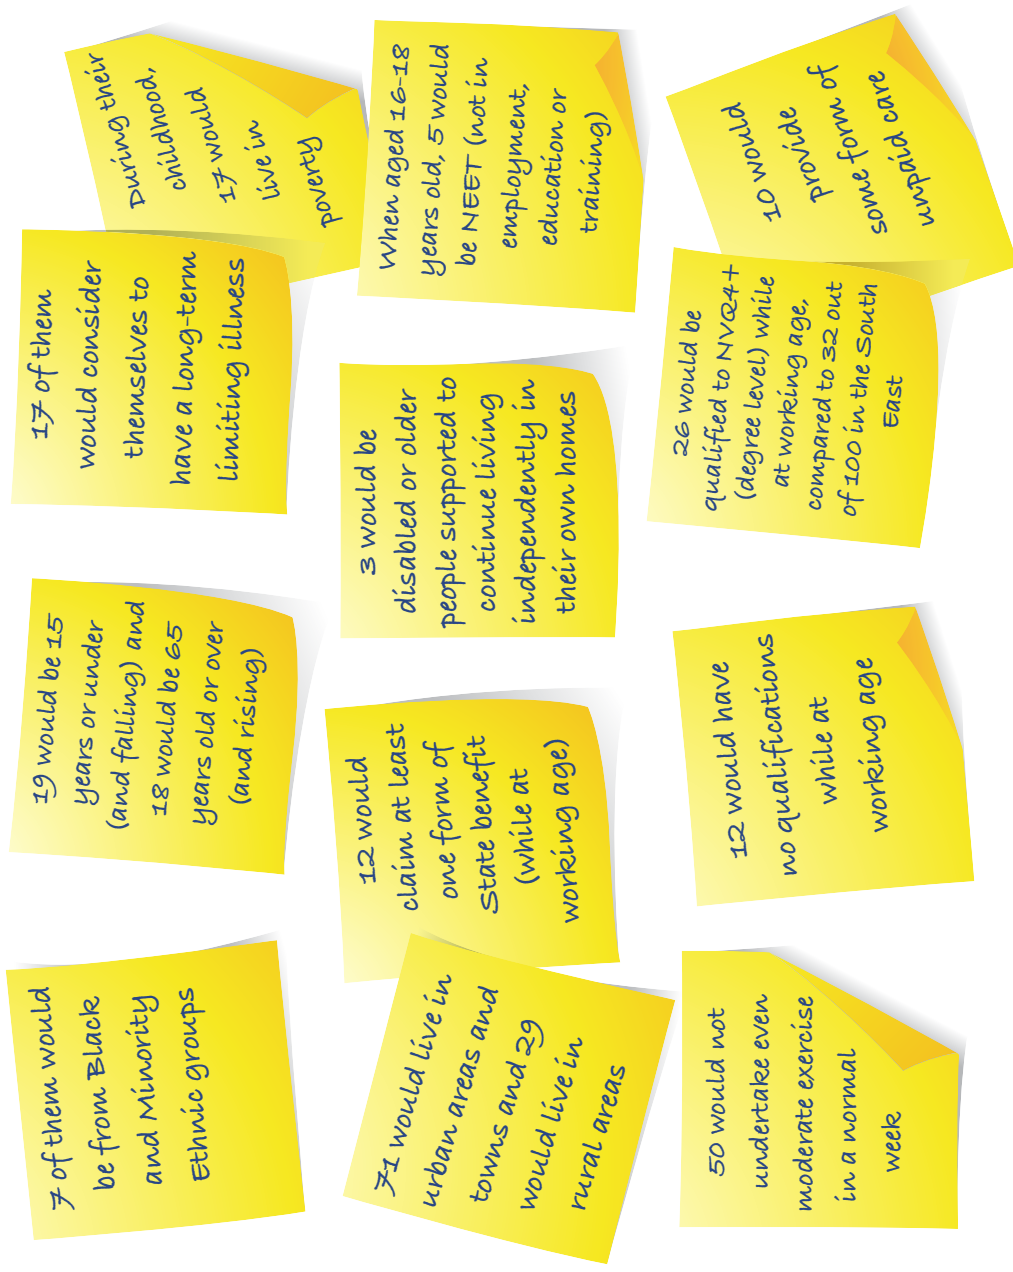 7 of them would
be from Black
and Minority
Ethnic groups
19 would be 15
years or under
(and falling) and
18 would be 65
years old or over
(and rising)
17 of them
would consider
themselves to
have a long-term
limiting illness
During their
childhood,
17 would
live in
poverty
71 would live in
urban areas and
towns and 29
would live in
rural areas
12 would
claim at least
one form of
State benefit
(while at
working age)
3 would be
disabled or older
people supported to
continue living
independently in
their own homes
When aged 16-18
years old, 5 would
be NEET (not in
employment,
education or
training)
50 would not
undertake even
moderate exercise
in a normal
week
12 would have
no qualifications
while at
working age
26 would be
qualified to NVQ4+
(degree level) while
at working age,
compared to 32 out
of 100 in the South
East
10 would
provide
some form of
unpaid care